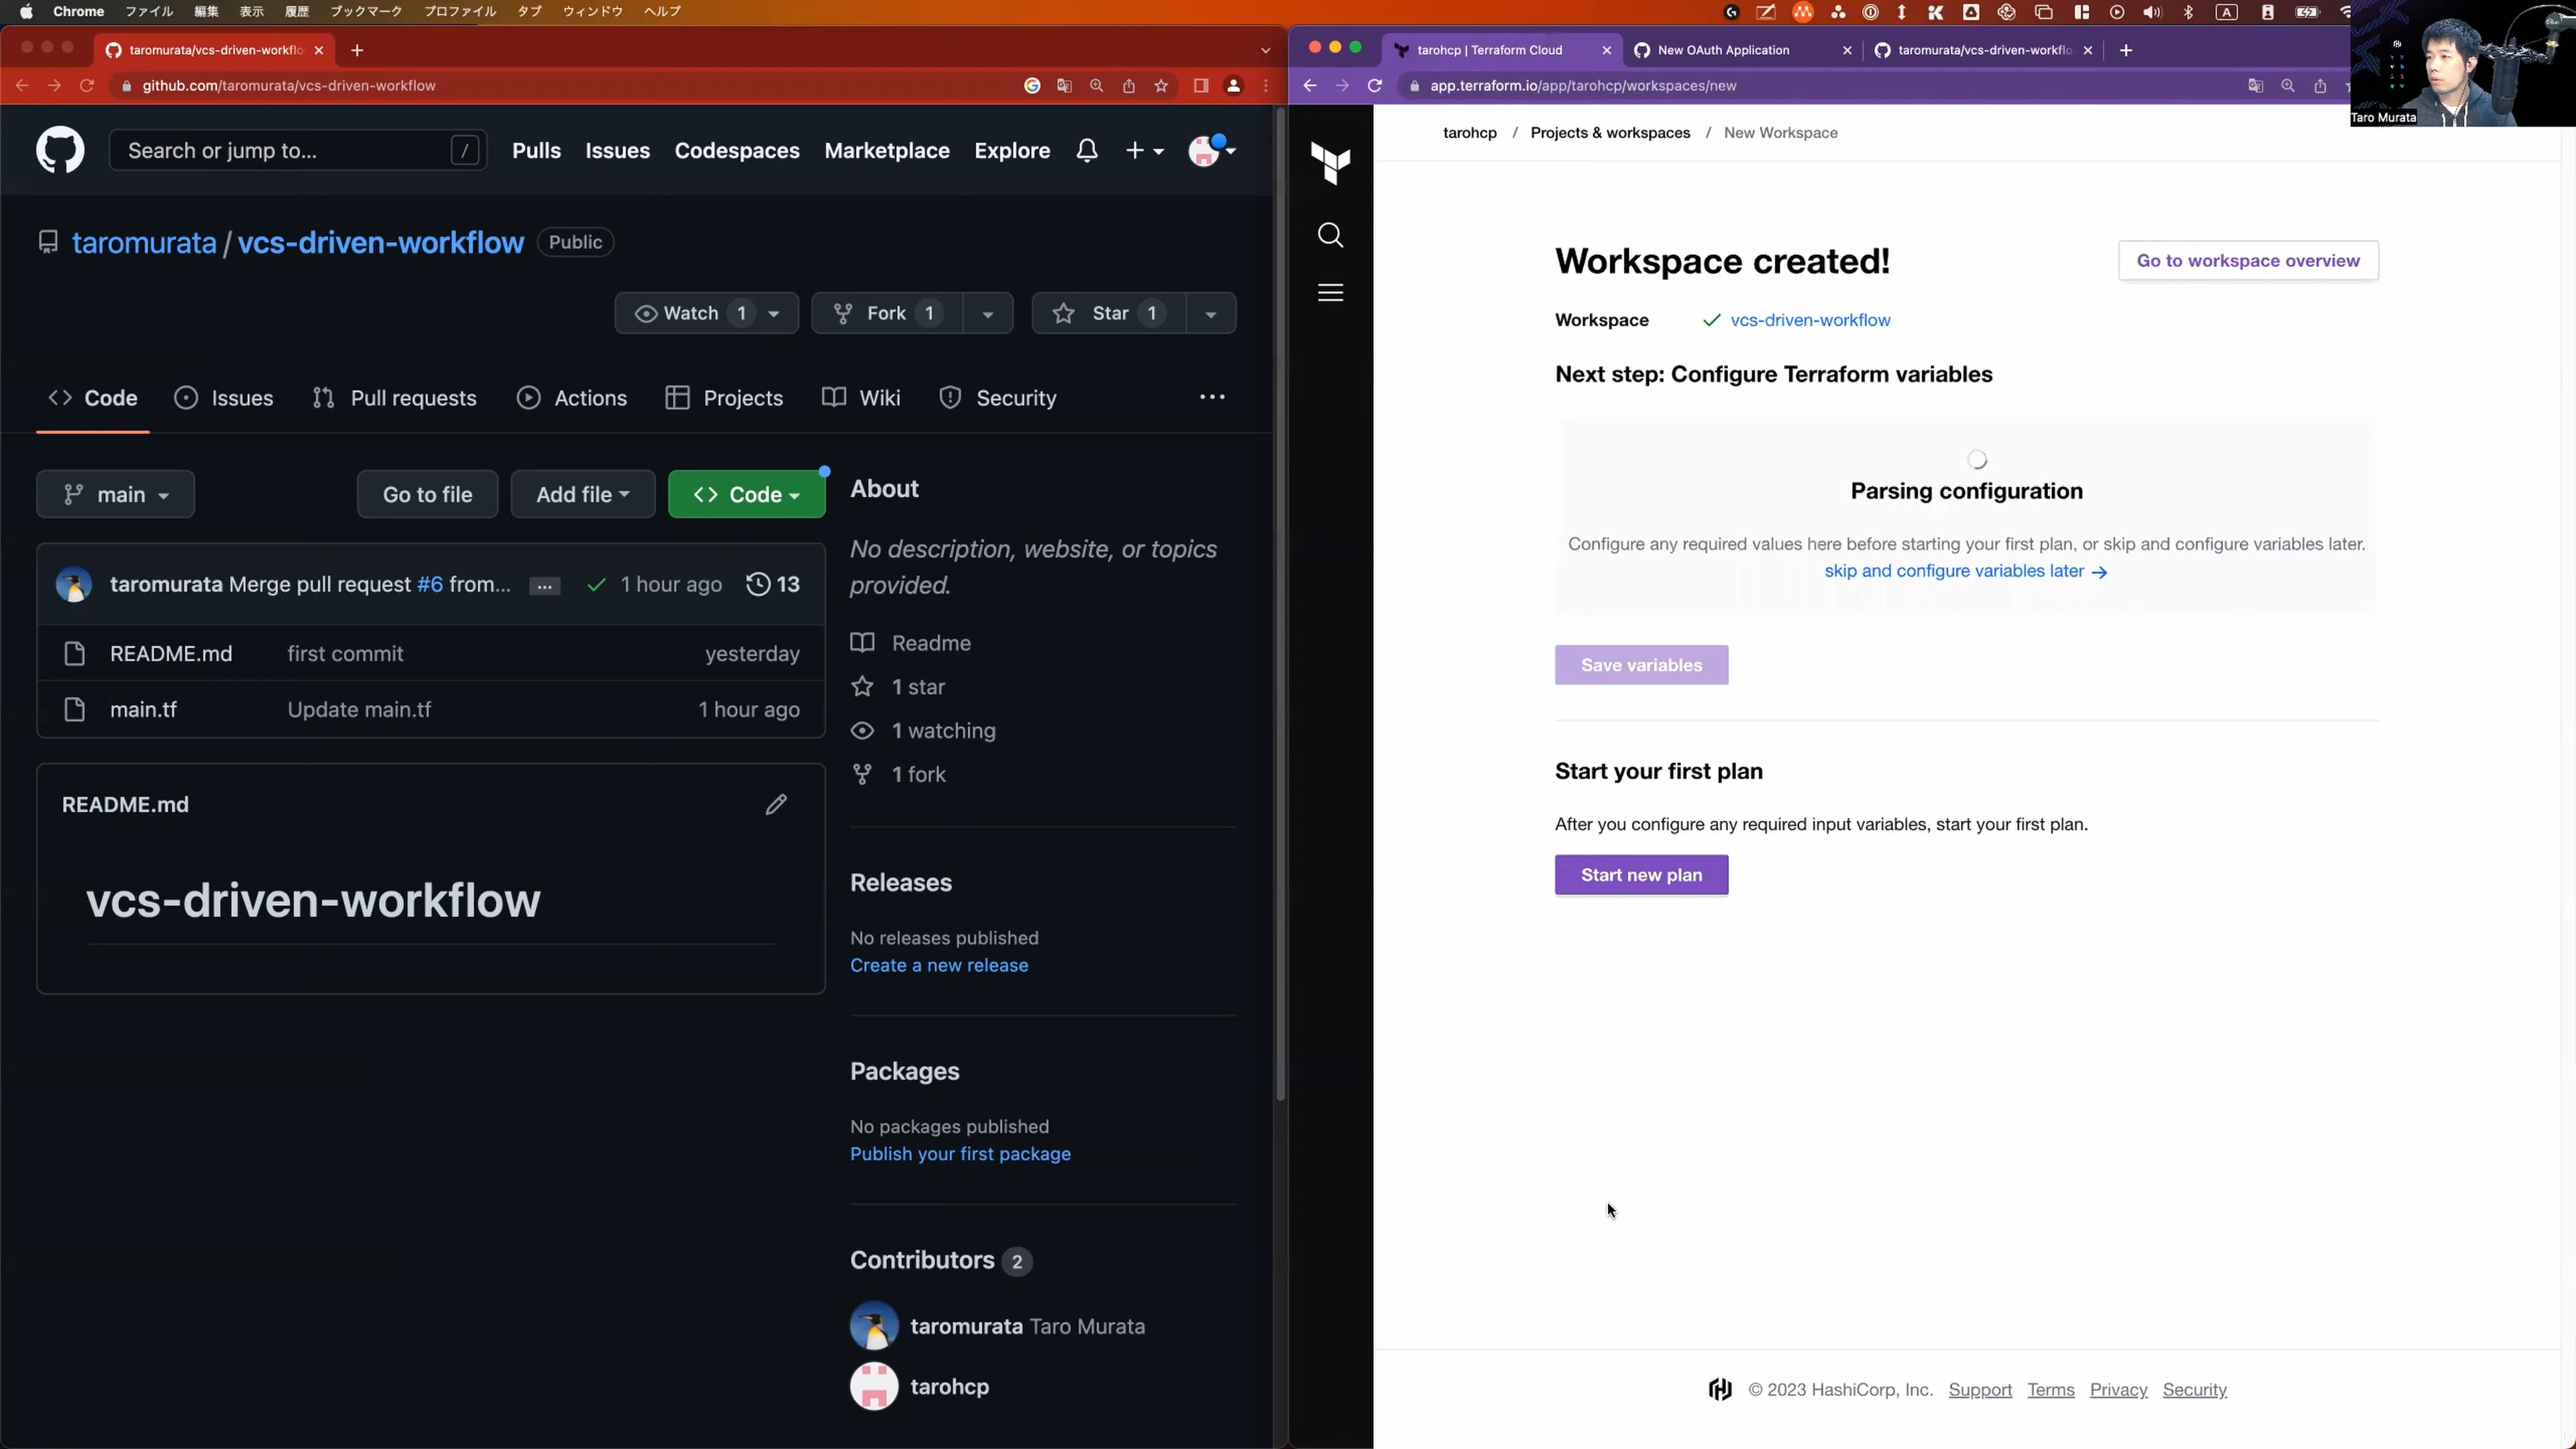 Chrome ファイル 編集 表示 履歴 ブックマーク プロファイル タブ ウィンドウ ヘルプ
taromurata/vcs-driven-workflo
github.com/taromurata/vcs-driven-workflow
Search or jump to... /
Pulls Issues Codespaces Marketplace Explore
taromurata / vcs-driven-workflow Public
Watch 1 Fork 1 Star 1
Code Issues Pull requests Actions Projects Wiki Security
main Go to file Add file Code
taromurata Merge pull request #6 from... ... 1 hour ago 13
README.md first commit yesterday
main.tf Update main.tf 1 hour ago
README.md
vcs-driven-workflow
About
No description, website, or topics
provided.
Readme
1 star
1 watching
1 fork
Releases
No releases published
Create a new release
Packages
No packages published
Publish your first package
Contributors 2
taromurata Taro Murata
tarohcp
tarohcp | Terraform Cloud
New OAuth Application
taromurata/vcs-driven-workflo
app.terraform.io/app/tarohcp/workspaces/new
Taro Murata
tarohcp / Projects & workspaces / New Workspace
Workspace created!
Go to workspace overview
Workspace vcs-driven-workflow
Next step: Configure Terraform variables
Parsing configuration
Configure any required values here before starting your first plan, or skip and configure variables later.
skip and configure variables later →
Save variables
Start your first plan
After you configure any required input variables, start your first plan.
Start new plan
© 2023 HashiCorp, Inc. Support Terms Privacy Security